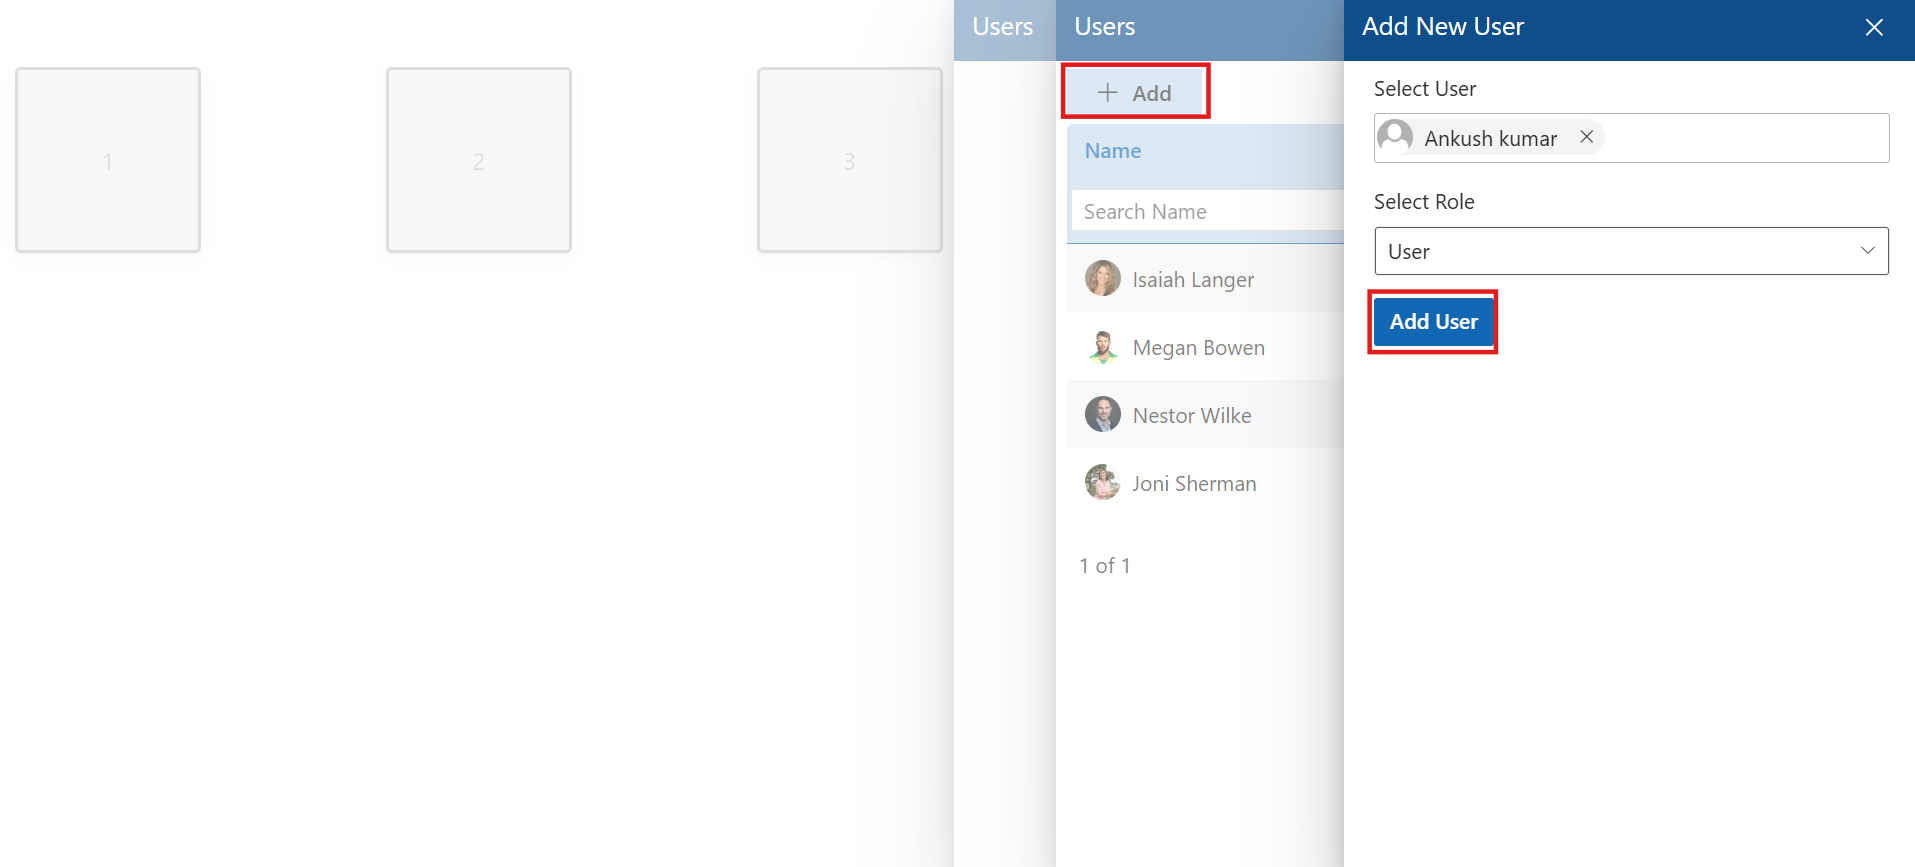 1
2
3
Users
Users
Add
Name
Search Name
Isaiah Langer
Megan Bowen
Nestor Wilke
Joni Sherman
1 of 1
Add New User
Select User
Ankush kumar
Select Role
User
Add User